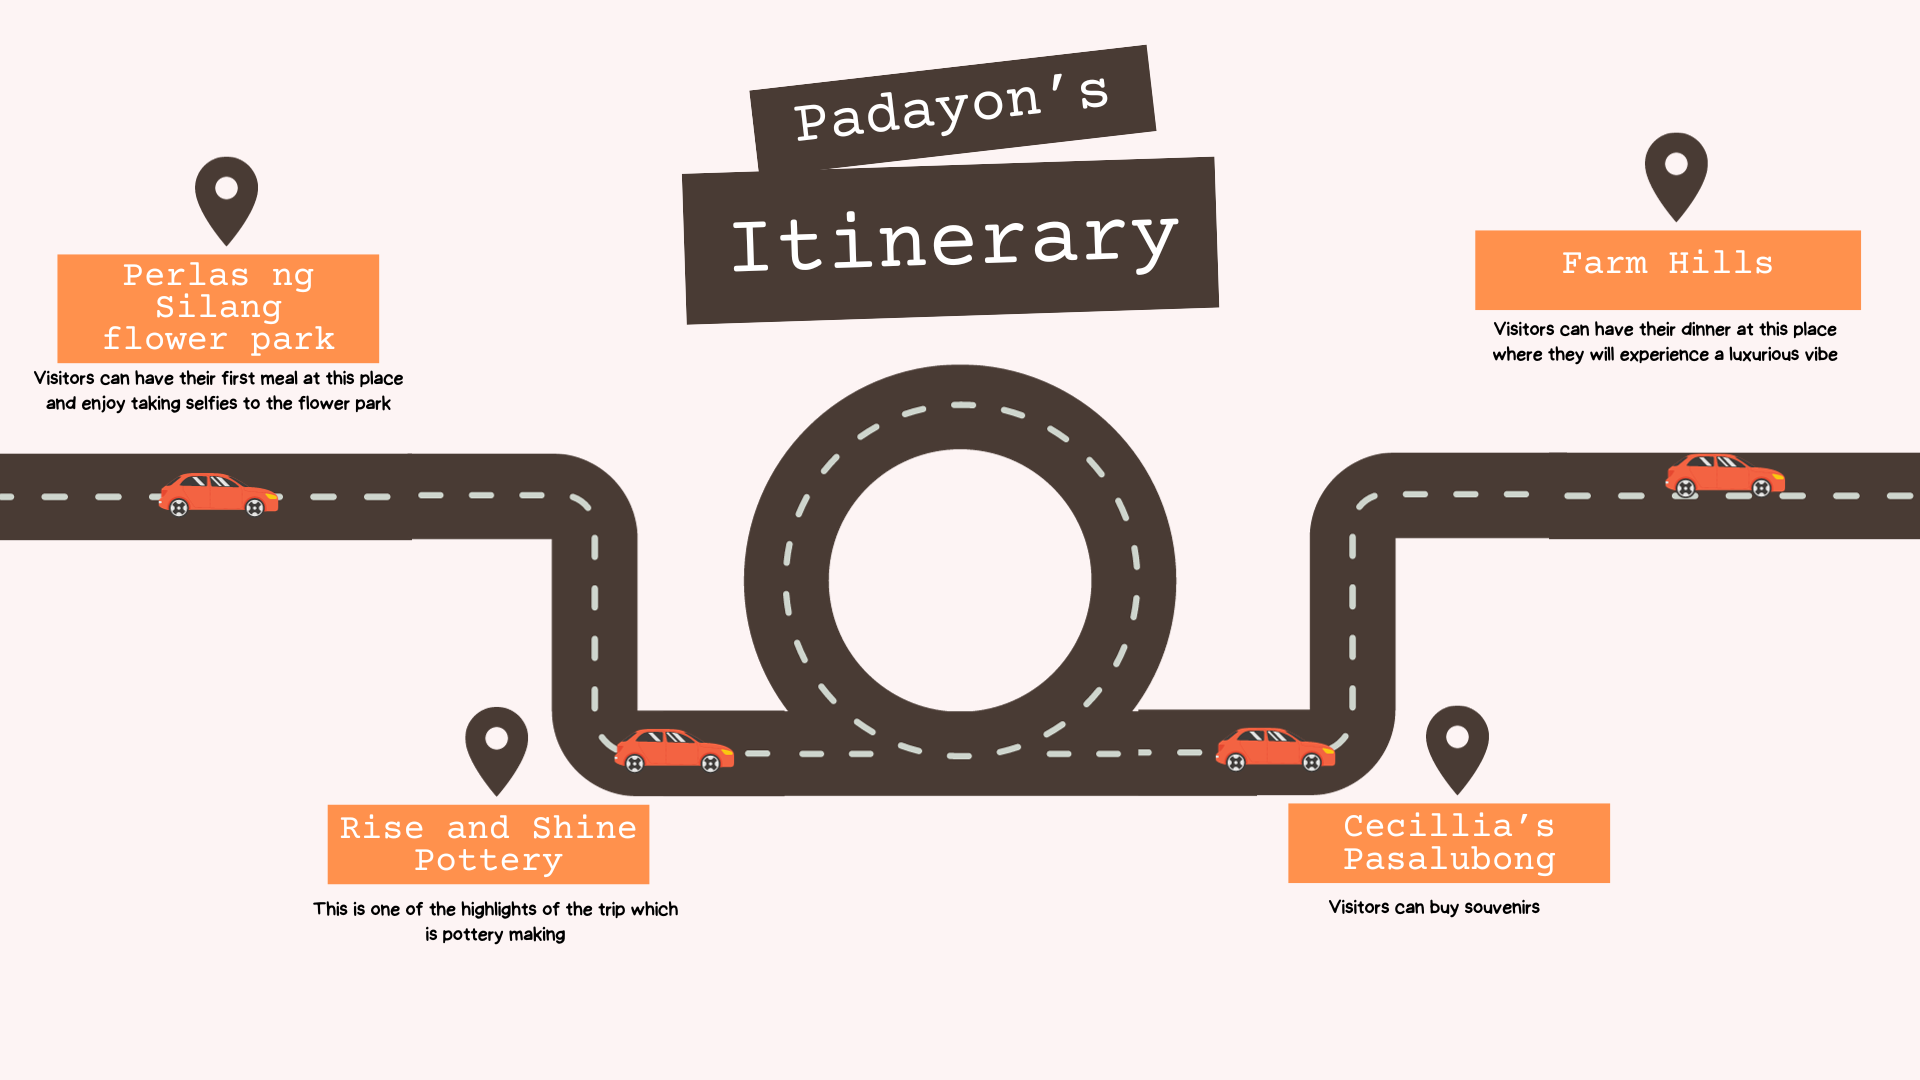 Padayon’s
Itinerary
Perlas ng
Silang
flower park
Visitors can have their first meal at this place
and enjoy taking selfies to the flower park
Rise and Shine
Pottery
This is one of the highlights of the trip which
is pottery making
Cecillia’s
Pasalubong
Visitors can buy souvenirs
Farm Hills
Visitors can have their dinner at this place
where they will experience a luxurious vibe